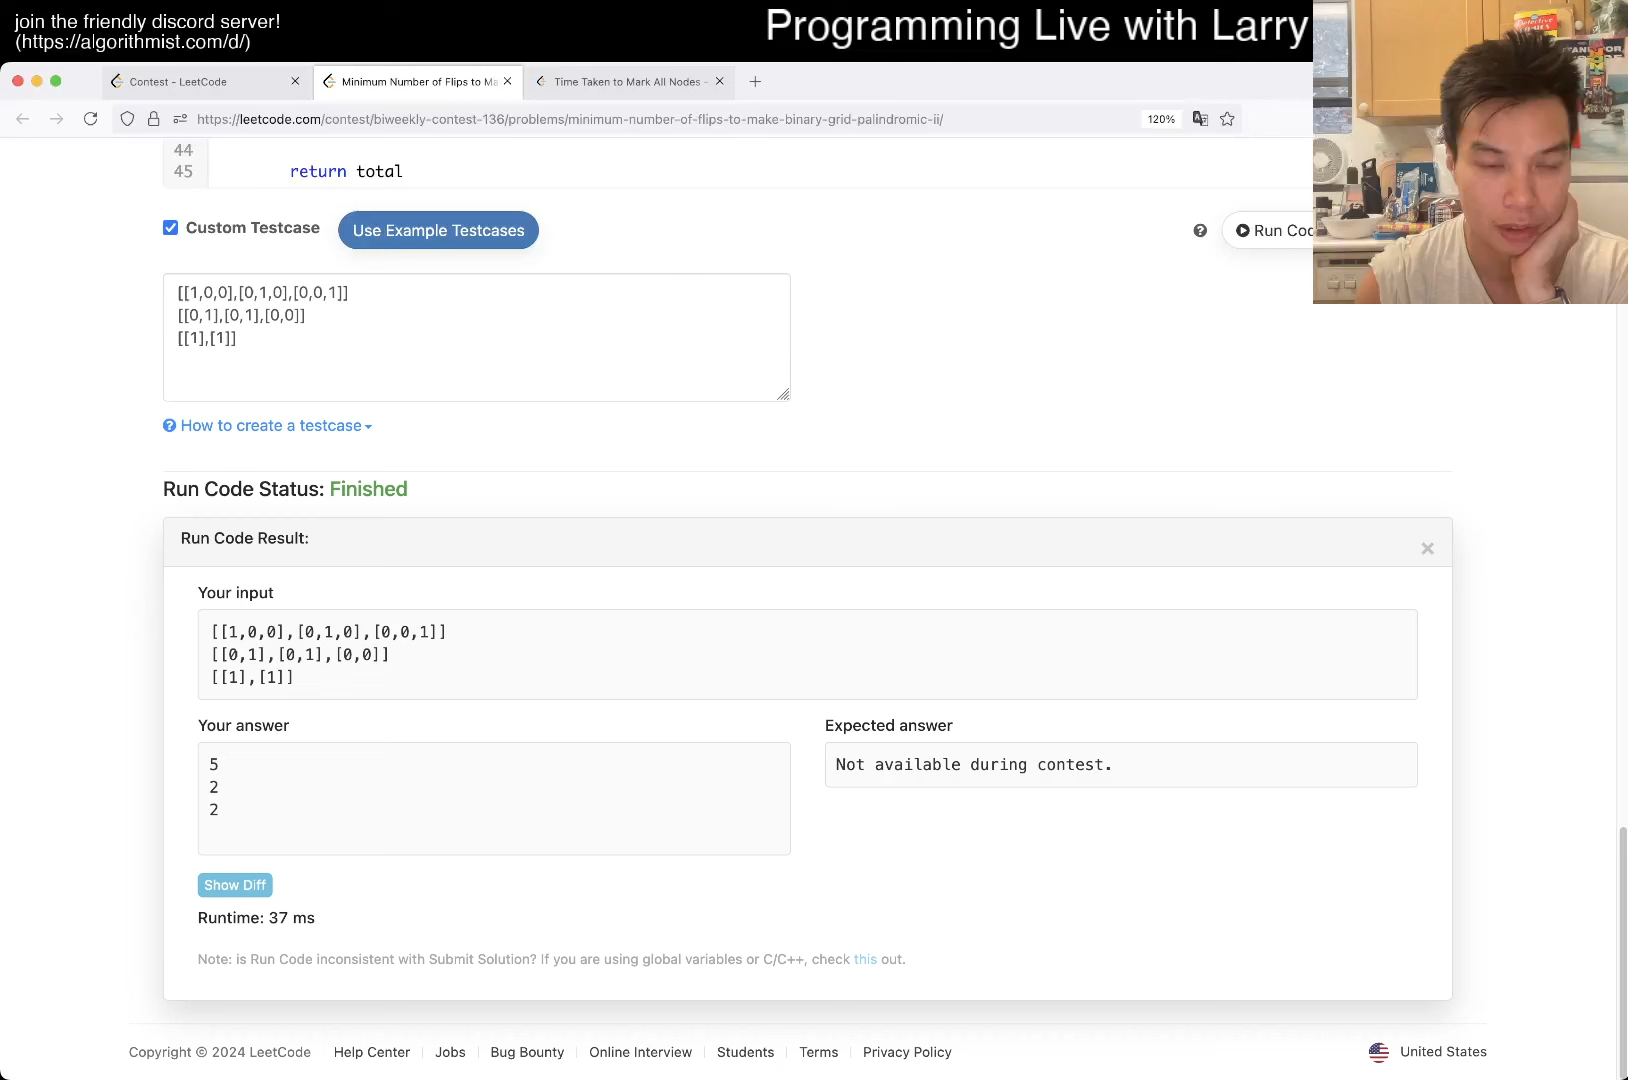 join the friendly discord server!
(https://algorithmist.com/d/)
Programming Live with Larry
Contest - LeetCode
Minimum Number of Flips to Ma
Time Taken to Mark All Nodes -
https://leetcode.com/contest/biweekly-contest-136/problems/minimum-number-of-flips-to-make-binary-grid-palindromic-ii/
120%
44
45 return total
Custom Testcase
Use Example Testcases
Run Coc
[[1,0,0],[0,1,0],[0,0,1]]
[[0,1],[0,1],[0,0]]
[[1],[1]]
How to create a testcase
Run Code Status: Finished
Run Code Result:
Your input
[[1,0,0],[0,1,0],[0,0,1]]
[[0,1],[0,1],[0,0]]
[[1],[1]]
Your answer
Expected answer
5
2
2
Not available during contest.
Show Diff
Runtime: 37 ms
Note: is Run Code inconsistent with Submit Solution? If you are using global variables or C/C++, check this out.
Copyright © 2024 LeetCode
Help Center
Jobs
Bug Bounty
Online Interview
Students
Terms
Privacy Policy
United States